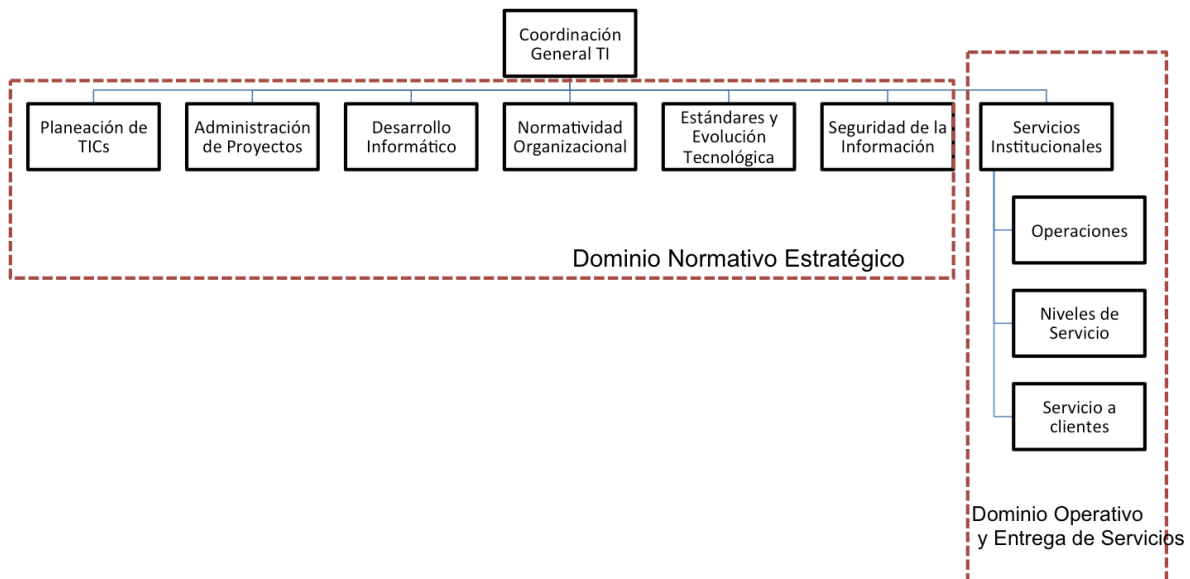 Coordinación
General TI
Planeación de
TICs
Administración
de Proyectos
Desarrollo
Informático
Normatividad
Organizacional
Estándares y
Evolución
Tecnológica
Seguridad de la
Información
Servicios
Institucionales
Operaciones
Dominio Normativo Estratégico
Niveles de
Servicio
Servicio a
clientes
Dominio Operativo
y Entrega de Servicios